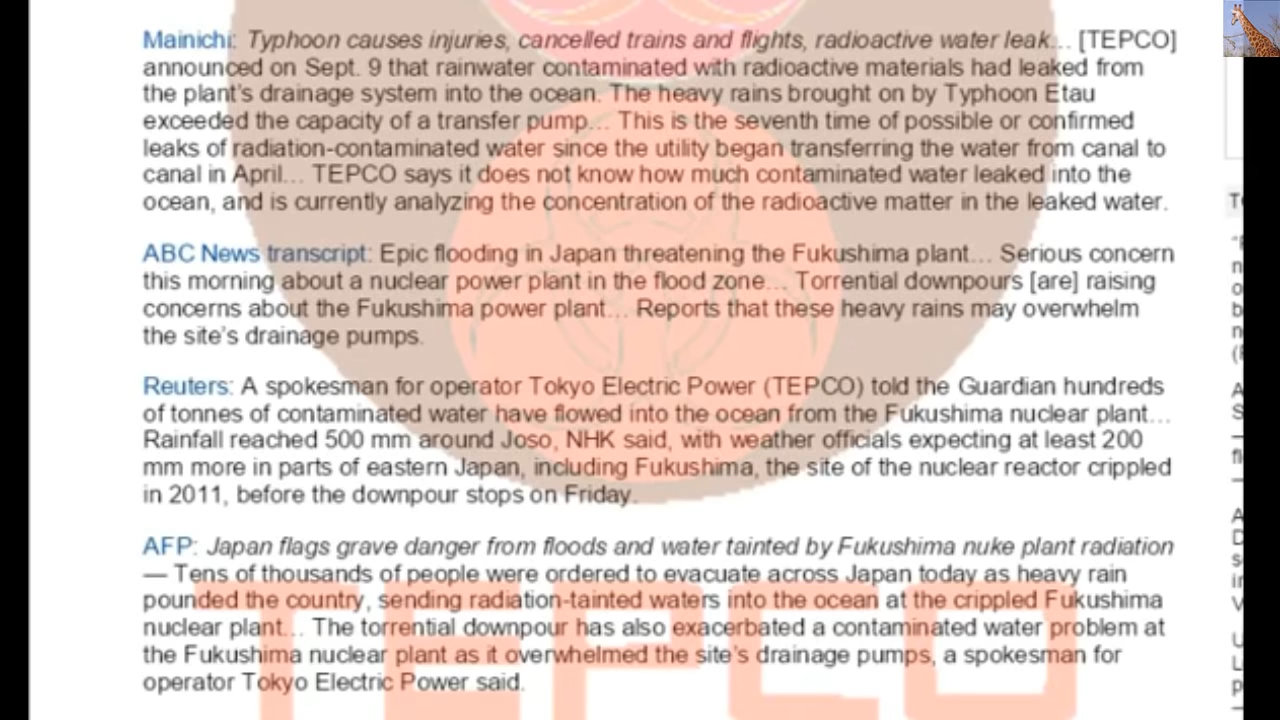 Mainichi: Typhoon causes injuries, cancelled trains and flights, radioactive water leak... [TEPCO]
announced on Sept. 9 that rainwater contaminated with radioactive materials had leaked from
the plant's drainage system into the ocean. The heavy rains brought on by Typhoon Etau
exceeded the capacity of a transfer pump... This is the seventh time of possible or confirmed
leaks of radiation-contaminated water since the utility began transferring the water from canal to
canal in April... TEPCO says it does not know how much contaminated water leaked into the
ocean, and is currently analyzing the concentration of the radioactive matter in the leaked water.
ABC News transcript: Epic flooding in Japan threatening the Fukushima plant... Serious concern
this morning about a nuclear power plant in the flood zone... Torrential downpours [are] raising
concerns about the Fukushima power plant... Reports that these heavy rains may overwhelm
the site's drainage pumps.
Reuters: A spokesman for operator Tokyo Electric Power (TEPCO) told the Guardian hundreds
of tonnes of contaminated water have flowed into the ocean from the Fukushima nuclear plant...
Rainfall reached 500 mm around Joso, NHK said, with weather officials expecting at least 200
mm more in parts of eastern Japan, including Fukushima, the site of the nuclear reactor crippled
in 2011, before the downpour stops on Friday.
AFP: Japan flags grave danger from floods and water tainted by Fukushima nuke plant radiation
— Tens of thousands of people were ordered to evacuate across Japan today as heavy rain
pounded the country, sending radiation-tainted waters into the ocean at the crippled Fukushima
nuclear plant... The torrential downpour has also exacerbated a contaminated water problem at
the Fukushima nuclear plant as it overwhelmed the site's drainage pumps, a spokesman for
operator Tokyo Electric Power said.
TEPCO